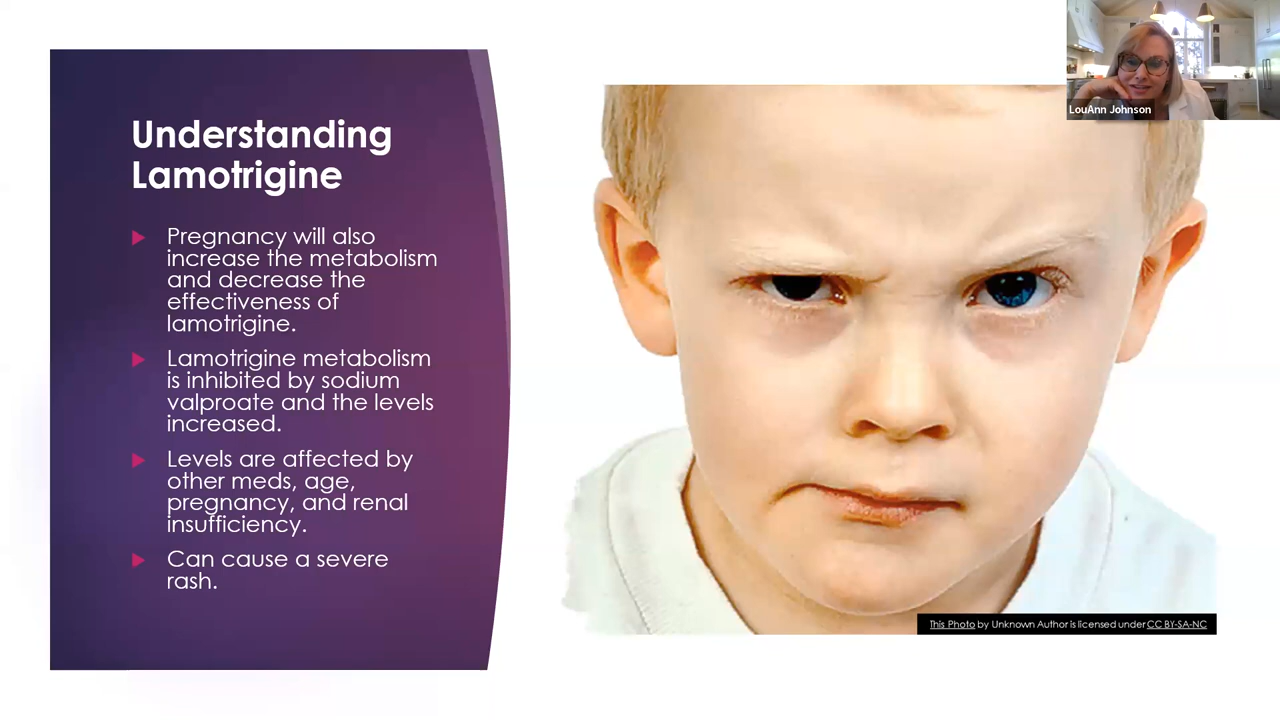 LouAnn Johnson
Understanding
Lamotrigine
Pregnancy will also
increase the metabolism
and decrease the
effectiveness of
lamotrigine.
Lamotrigine metabolism
is inhibited by sodium
valproate and the levels
increased.
Levels are affected by
other meds, age,
pregnancy, and renal
insufficiency.
Can cause a severe
rash.
This Photo by Unknown Author is licensed under CC BY-SA-NC